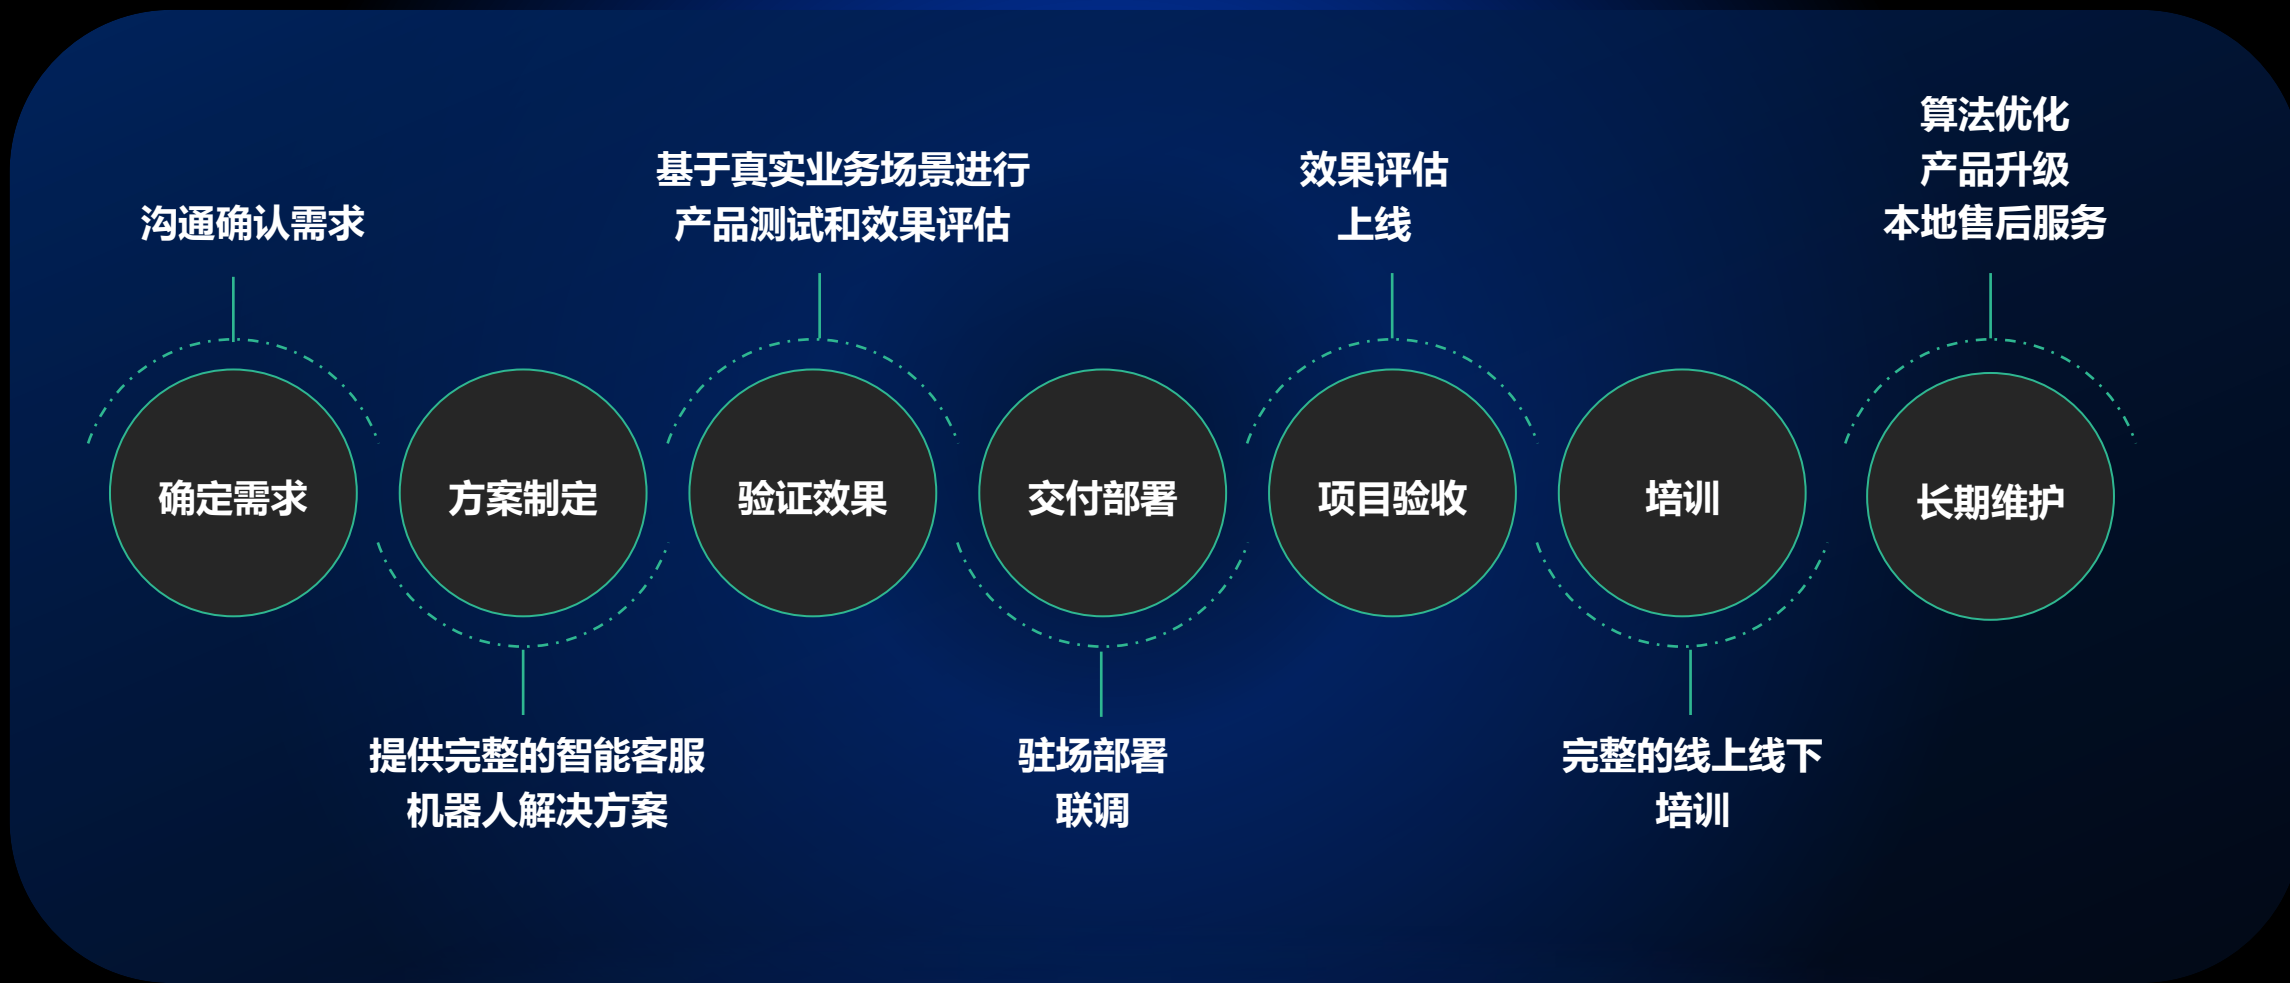 沟通确认需求
基于真实业务场景进行
产品测试和效果评估
效果评估
上线
算法优化
产品升级
本地售后服务
确定需求
方案制定
验证效果
交付部署
项目验收
培训
长期维护
提供完整的智能客服
机器人解决方案
驻场部署
联调
完整的线上线下
培训